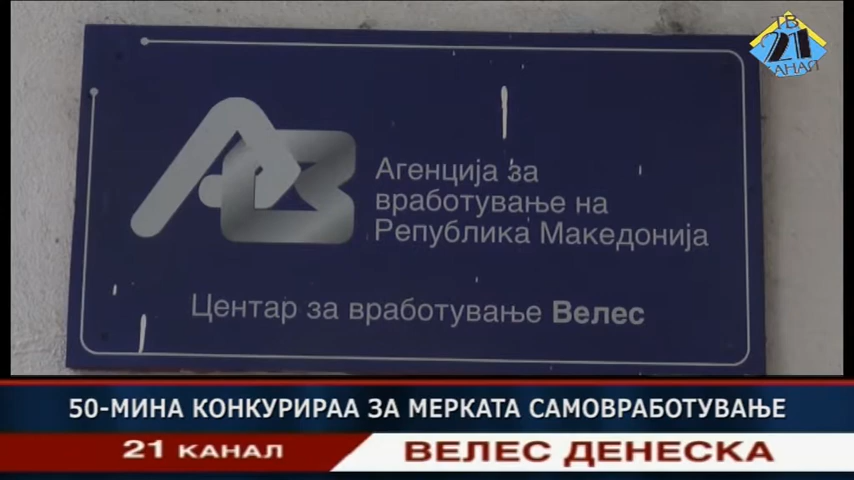 ТВ
21
КАНАЛ
АВ
Агенција за
вработување на
Република Македонија
Центар за вработување Велес
50-МИНА КОНКУРИРАА ЗА МЕРКАТА САМОВРАБОТУВАЊЕ
21 КАНАЛ
ВЕЛЕС ДЕНЕСКА